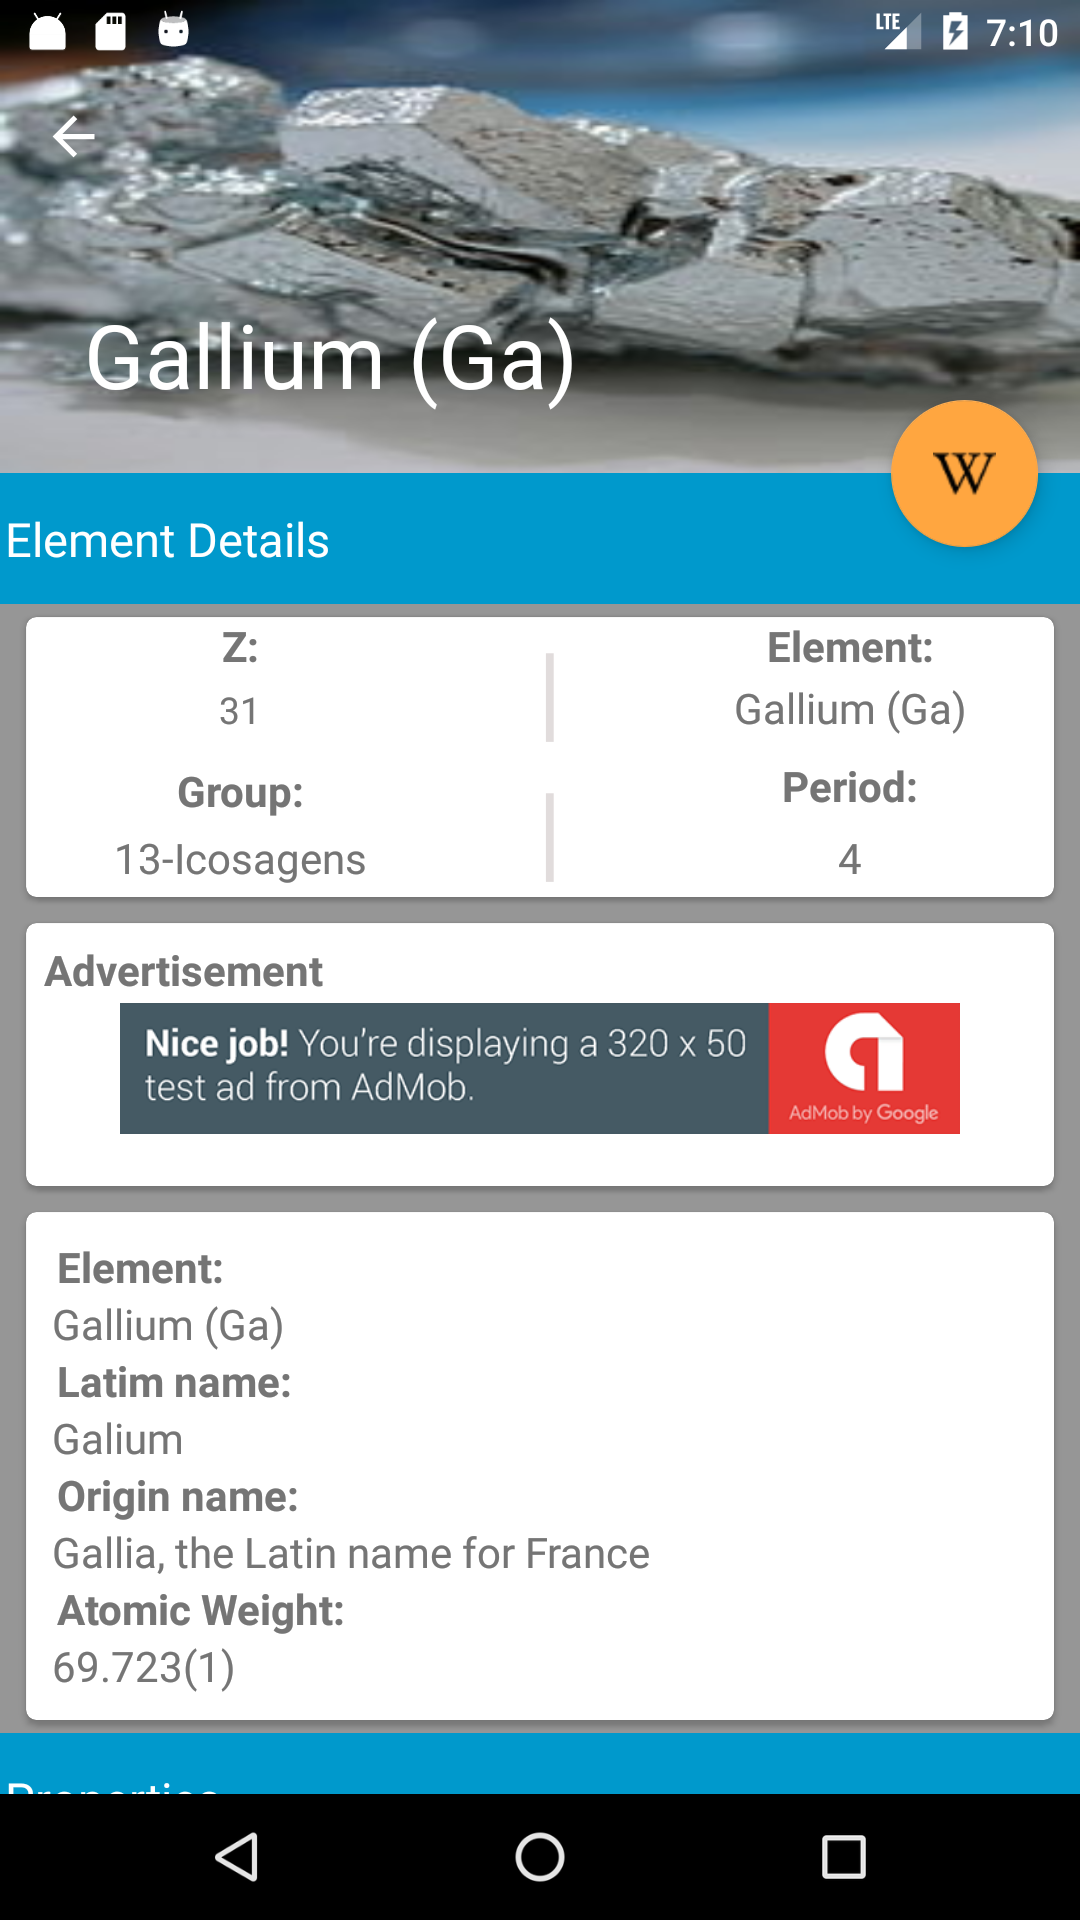 LTE 7:10
Gallium (Ga)
W
Element Details
Z: Element:
31 Gallium (Ga)
Group: Period:
13-Icosagens 4
Advertisement
Nice job! You're displaying a 320 x 50
test ad from AdMob.
AdMob by Google
Element:
Gallium (Ga)
Latim name:
Galium
Origin name:
Gallia, the Latin name for France
Atomic Weight:
69.723(1)
Properties